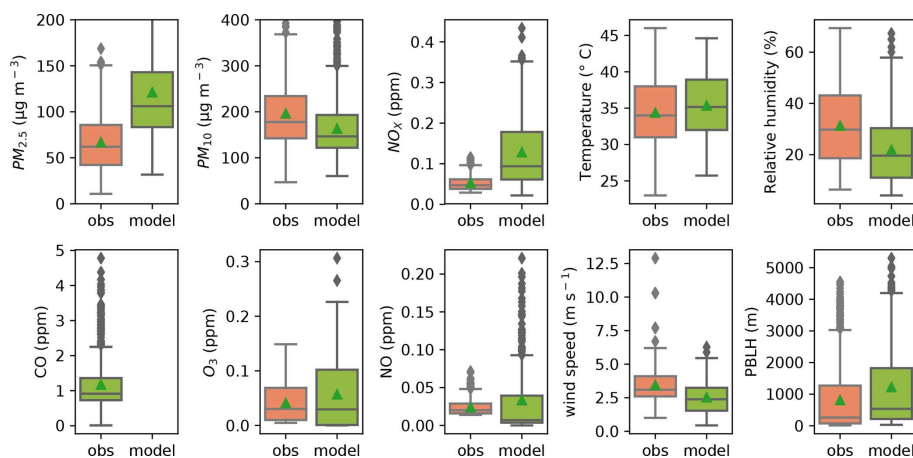 PM2.5 (µg m−3)
200
150
100
50
0
obs model
PM10 (µg m−3)
400
300
200
100
0
obs model
NOX (ppm)
0.4
0.3
0.2
0.1
0.0
obs model
Temperature (° C)
45
40
35
30
25
obs model
Relative humidity (%)
60
40
20
obs model
CO (ppm)
5
4
3
2
1
0
obs model
O3 (ppm)
0.3
0.2
0.1
0.0
obs model
NO (ppm)
0.20
0.15
0.10
0.05
0.00
obs model
wind speed (m s−1)
12.5
10.0
7.5
5.0
2.5
0.0
obs model
PBLH (m)
5000
4000
3000
2000
1000
0
obs model